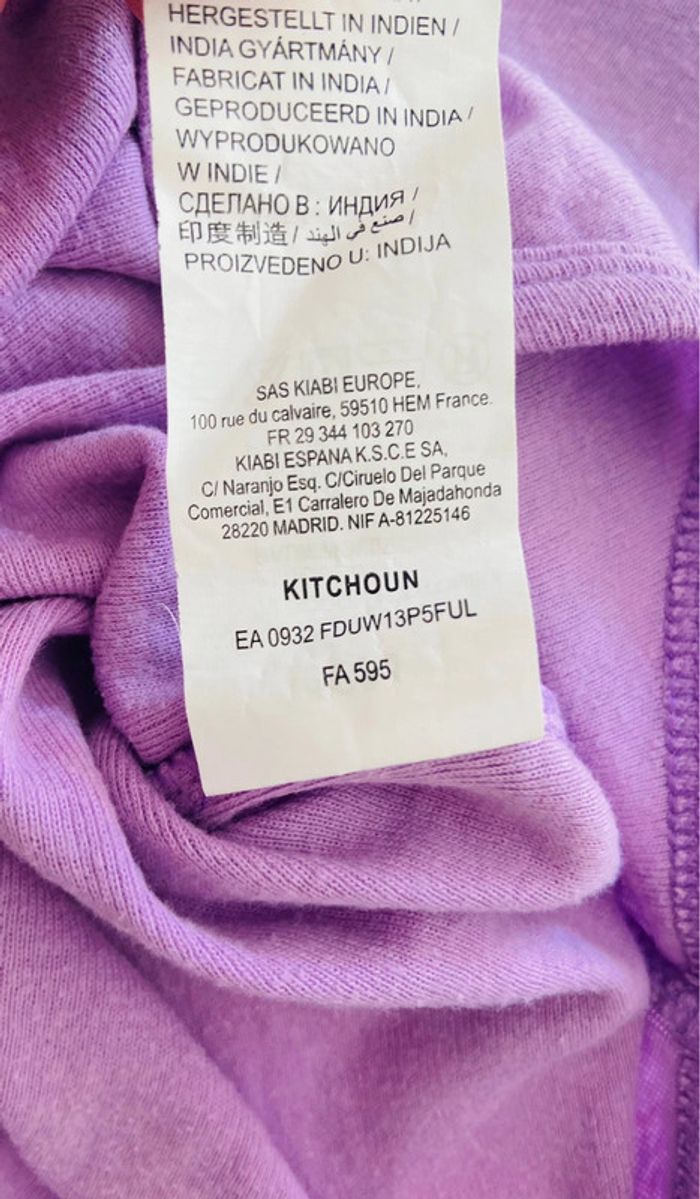 HERGESTELLT IN INDIEN /
INDIA GYÁRTMÁNY /
FABRICAT IN INDIA /
GEPRODUCEERD IN INDIA /
WYPRODUKOWANO
W INDIE /
СДЕЛАНО В : ИНДИЯ /
印度制造 / صنع في الهند /
PROIZVEDENO U: INDIJA
SAS KIABI EUROPE,
100 rue du calvaire, 59510 HEM France.
FR 29 344 103 270
KIABI ESPANA K.S.C.E SA,
C/ Naranjo Esq. C/Ciruelo Del Parque
Comercial, E1 Carralero De Majadahonda
28220 MADRID. NIF A-81225146
KITCHOUN
EA 0932 FDUW13P5FUL
FA 595